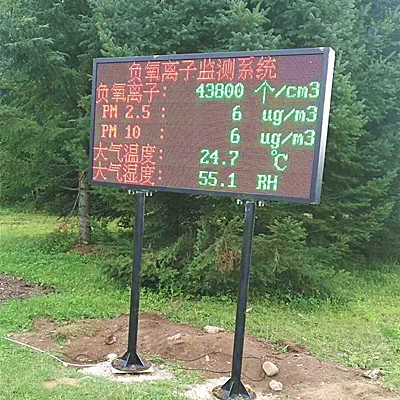 负氧离子监测系统
负氧离子: 43800 个/cm3
PM 2.5 : 6 ug/m3
PM 10 : 6 ug/m3
大气温度: 24.7 ℃
大气湿度: 55.1 RH